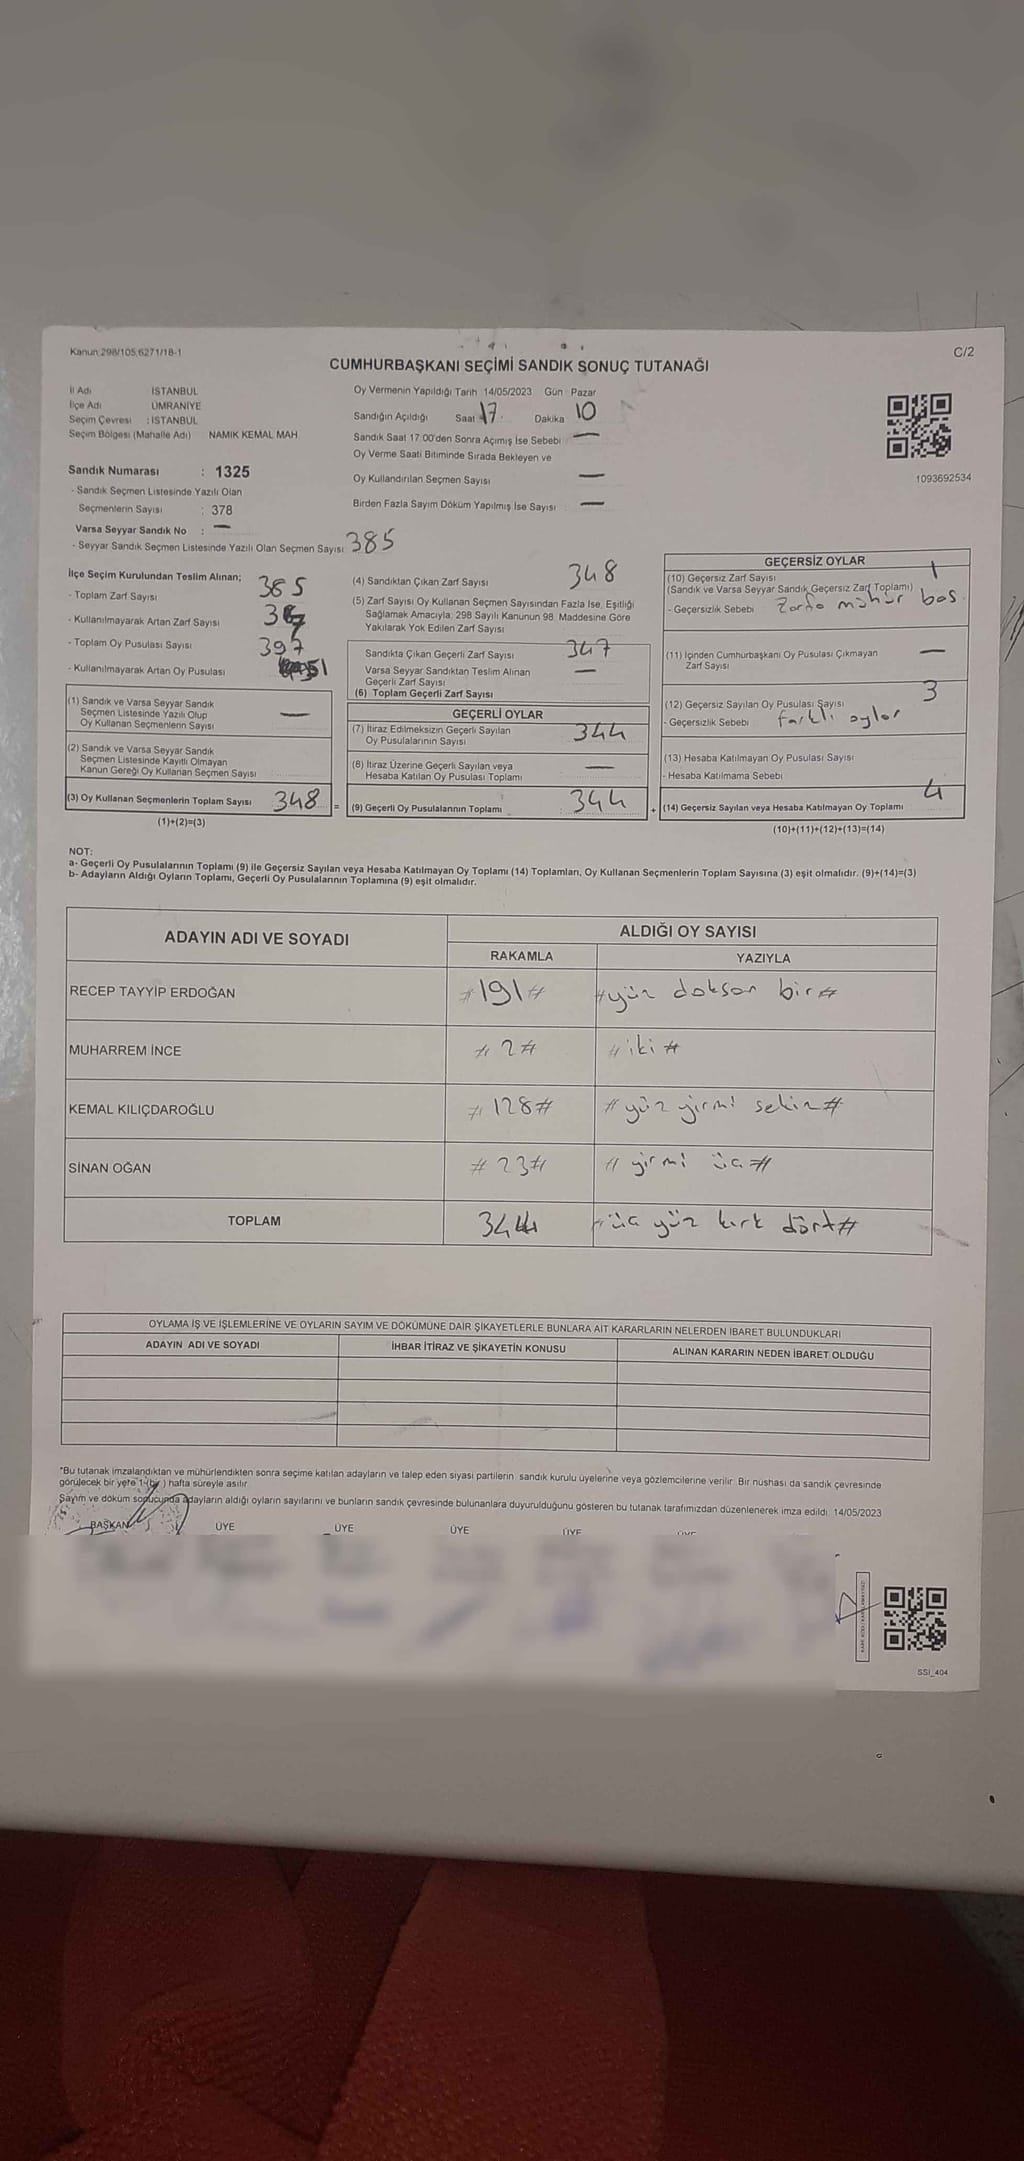 Kanun:298/105;6271/18-1
C/2
CUMHURBAŞKANI SEÇİMİ SANDIK SONUÇ TUTANAĞI
İl Adı : İSTANBUL
İlçe Adı : ÜMRANİYE
Seçim Çevresi : İSTANBUL
Seçim Bölgesi (Mahalle Adı) NAMIK KEMAL MAH.
Sandık Numarası : 1325
- Sandık Seçmen Listesinde Yazılı Olan
Seçmenlerin Sayısı : 378
Varsa Seyyar Sandık No : —
- Seyyar Sandık Seçmen Listesinde Yazılı Olan Seçmen Sayısı: 385
Oy Vermenin Yapıldığı Tarih 14/05/2023 Gün Pazar
Sandığın Açıldığı Saat 17 Dakika 10
Sandık Saat 17:00'den Sonra Açılmış İse Sebebi —
Oy Verme Saati Bitiminde Sırada Bekleyen ve
Oy Kullandırılan Seçmen Sayısı —
Birden Fazla Sayım Döküm Yapılmış İse Sayısı : —
1093692534
İlçe Seçim Kurulundan Teslim Alınan;
- Toplam Zarf Sayısı 385
- Kullanılmayarak Artan Zarf Sayısı
- Toplam Oy Pusulası Sayısı 397
- Kullanılmayarak Artan Oy Pusulası 51
(1) Sandık ve Varsa Seyyar Sandık
Seçmen Listesinde Yazılı Olup
Oy Kullanan Seçmenlerin Sayısı —
(2) Sandık ve Varsa Seyyar Sandık
Seçmen Listesinde Kayıtlı Olmayan
Kanun Gereği Oy Kullanan Seçmen Sayısı
(3) Oy Kullanan Seçmenlerin Toplam Sayısı 348 =
(1)+(2)=(3)
(4) Sandıktan Çıkan Zarf Sayısı 348
(5) Zarf Sayısı Oy Kullanan Seçmen Sayısından Fazla İse, Eşitliği
Sağlamak Amacıyla, 298 Sayılı Kanunun 98. Maddesine Göre
Yakılarak Yok Edilen Zarf Sayısı
Sandıkta Çıkan Geçerli Zarf Sayısı 347
Varsa Seyyar Sandıktan Teslim Alınan
Geçerli Zarf Sayısı —
(6) Toplam Geçerli Zarf Sayısı
GEÇERLİ OYLAR
(7) İtiraz Edilmeksizin Geçerli Sayılan
Oy Pusulalarının Sayısı 344
(8) İtiraz Üzerine Geçerli Sayılan veya
Hesaba Katılan Oy Pusulası Toplamı —
(9) Geçerli Oy Pusulalarının Toplamı : 344 +
GEÇERSİZ OYLAR
(10) Geçersiz Zarf Sayısı 1
(Sandık ve Varsa Seyyar Sandık Geçersiz Zarf Toplamı)
- Geçersizlik Sebebi Zarfa mühür bas
(11) İçinden Cumhurbaşkanı Oy Pusulası Çıkmayan
Zarf Sayısı —
(12) Geçersiz Sayılan Oy Pusulası Sayısı 3
- Geçersizlik Sebebi farklı oylar
(13) Hesaba Katılmayan Oy Pusulası Sayısı
- Hesaba Katılmama Sebebi
(14) Geçersiz Sayılan veya Hesaba Katılmayan Oy Toplamı 4
(10)+(11)+(12)+(13)=(14)
NOT:
a- Geçerli Oy Pusulalarının Toplamı (9) ile Geçersiz Sayılan veya Hesaba Katılmayan Oy Toplamı (14) Toplamları, Oy Kullanan Seçmenlerin Toplam Sayısına (3) eşit olmalıdır. (9)+(14)=(3)
b- Adayların Aldığı Oyların Toplamı, Geçerli Oy Pusulalarının Toplamına (9) eşit olmalıdır.
ADAYIN ADI VE SOYADI
ALDIĞI OY SAYISI
RAKAMLA YAZIYLA
RECEP TAYYİP ERDOĞAN #191# #yüz doksan bir#
MUHARREM İNCE #2# #iki#
KEMAL KILIÇDAROĞLU #128# #yüz yirmi sekiz#
SİNAN OĞAN #23# #yirmi üç#
TOPLAM 344 #üç yüz kırk dört#
OYLAMA İŞ VE İŞLEMLERİNE VE OYLARIN SAYIM VE DÖKÜMÜNE DAİR ŞİKAYETLERLE BUNLARA AİT KARARLARIN NELERDEN İBARET BULUNDUKLARI
ADAYIN ADI VE SOYADI İHBAR İTİRAZ VE ŞİKAYETİN KONUSU ALINAN KARARIN NEDEN İBARET OLDUĞU
*Bu tutanak imzalandıktan ve mühürlendikten sonra seçime katılan adayların ve talep eden siyasi partilerin sandık kurulu üyelerine veya gözlemcilerine verilir. Bir nüshası da sandık çevresinde
görülecek bir yere 1 (bir) hafta süreyle asılır.
Sayım ve döküm sonucunda adayların aldığı oyların sayılarını ve bunların sandık çevresinde bulunanlara duyurulduğunu gösteren bu tutanak tarafımızdan düzenlenerek imza edildi. 14/05/2023
BAŞKAN ÜYE ÜYE ÜYE ÜYE ÜYE
SSI_404